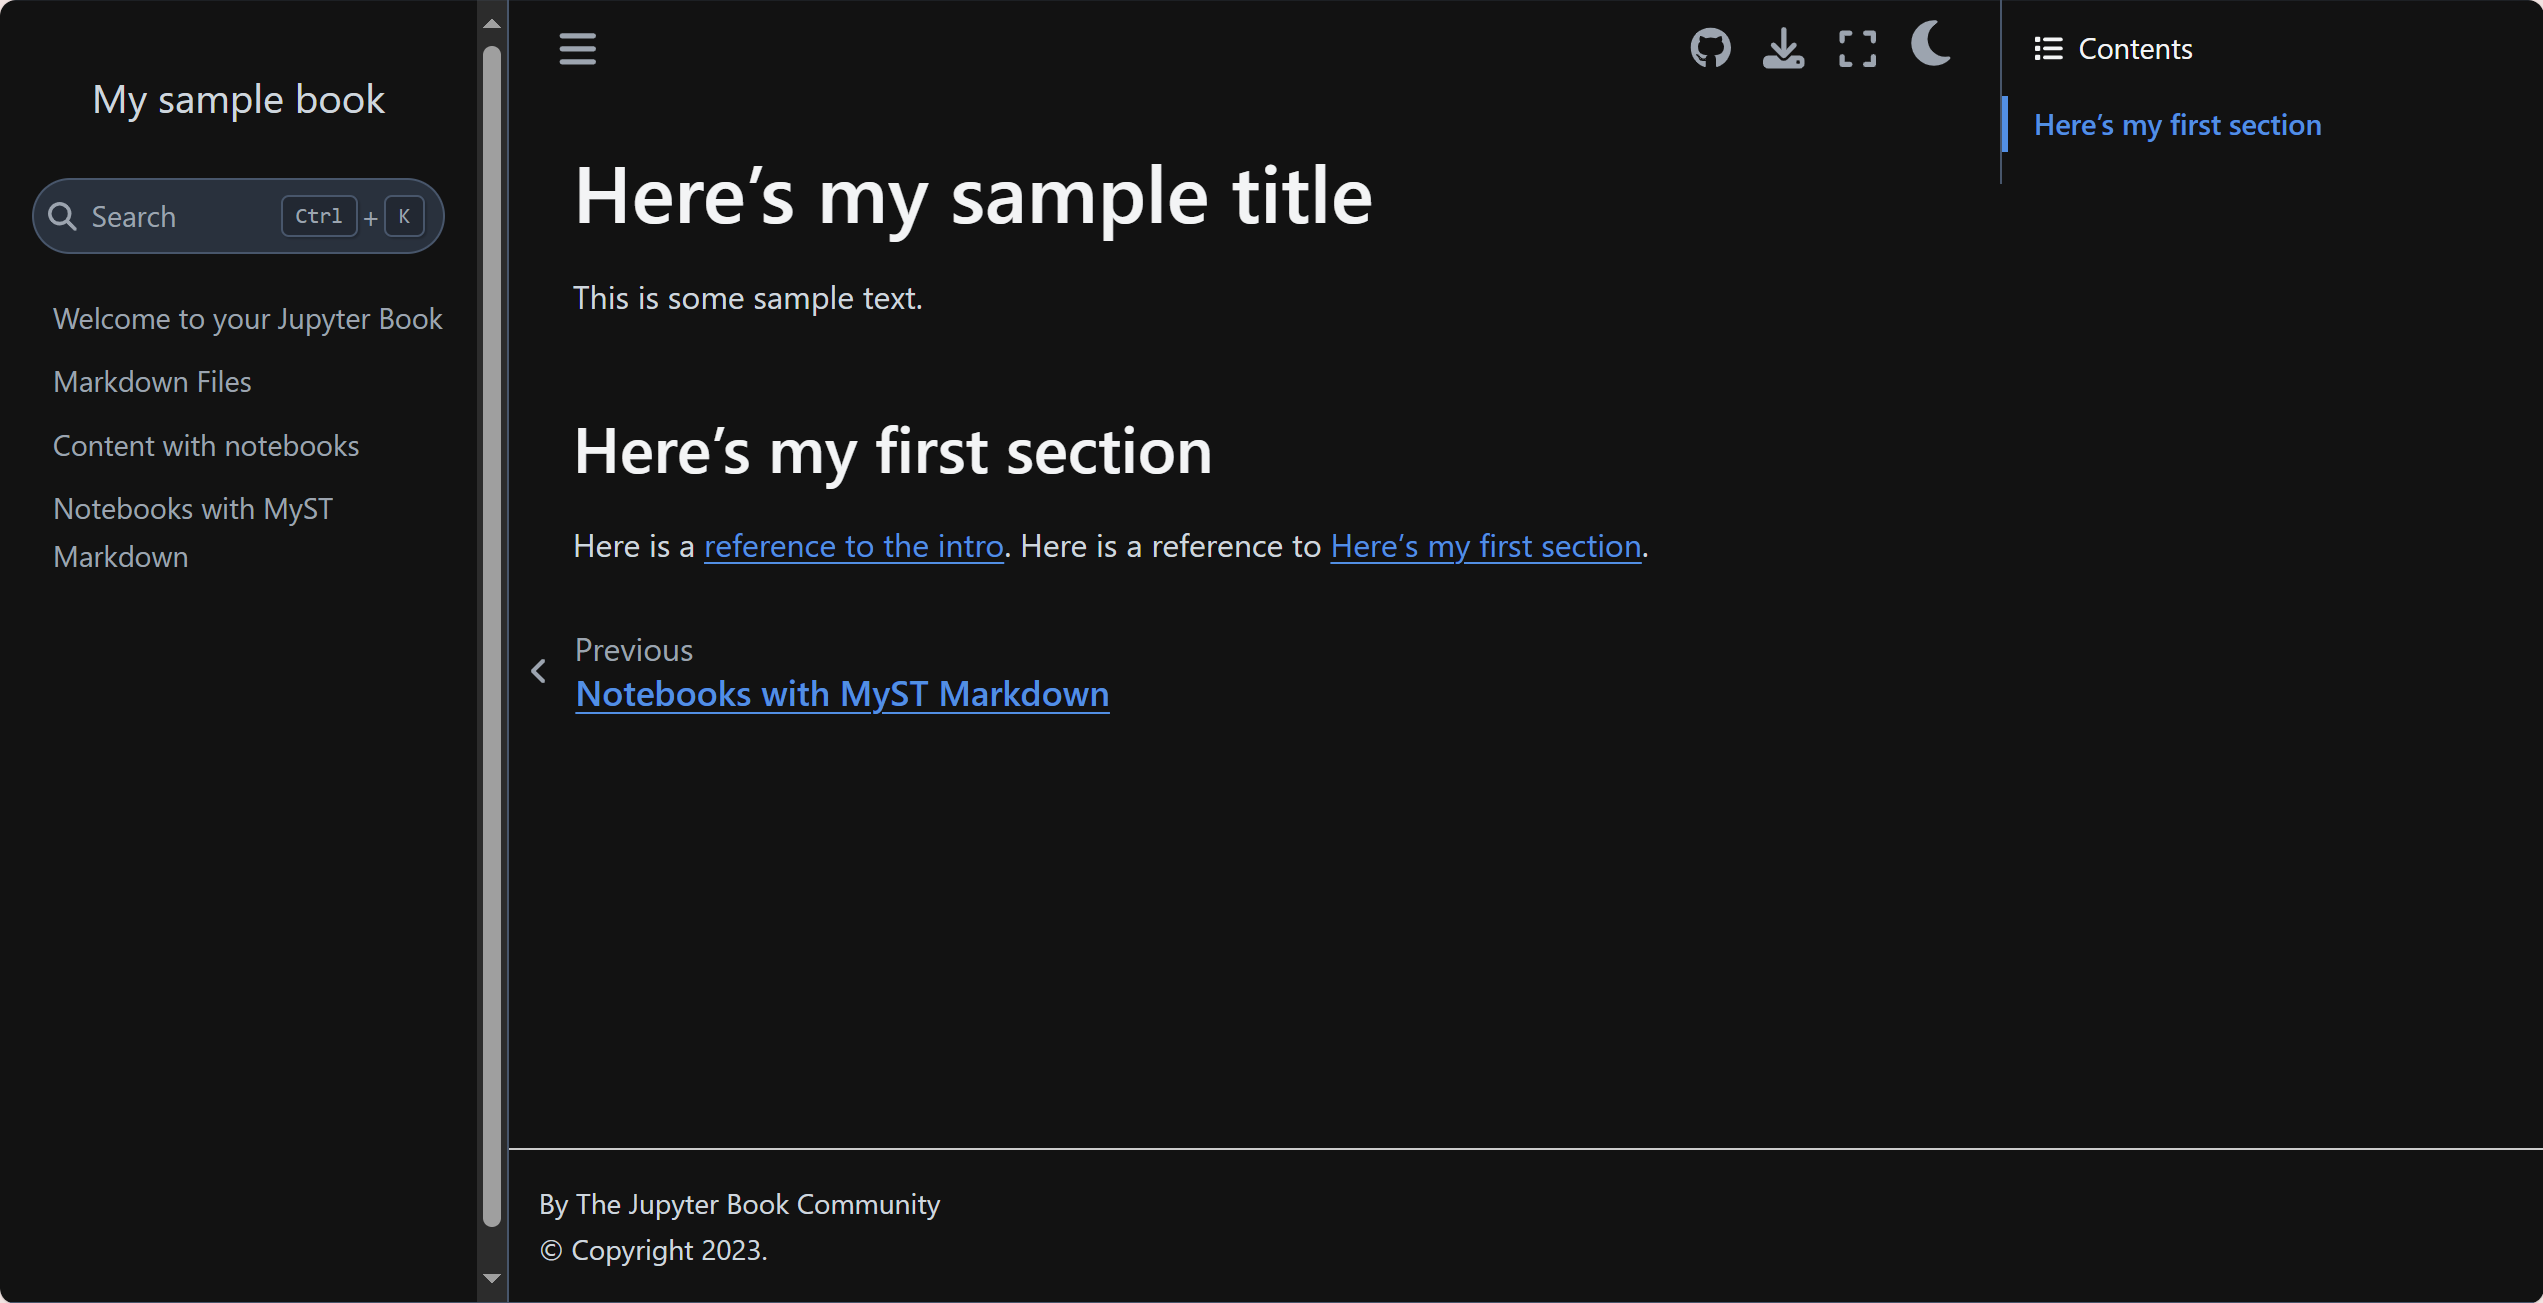 My sample book
Search Ctrl + K
Welcome to your Jupyter Book
Markdown Files
Content with notebooks
Notebooks with MyST
Markdown
Here’s my sample title
This is some sample text.
Here’s my first section
Here is a reference to the intro. Here is a reference to Here’s my first section.
Previous
Notebooks with MyST Markdown
By The Jupyter Book Community
© Copyright 2023.
Contents
Here’s my first section